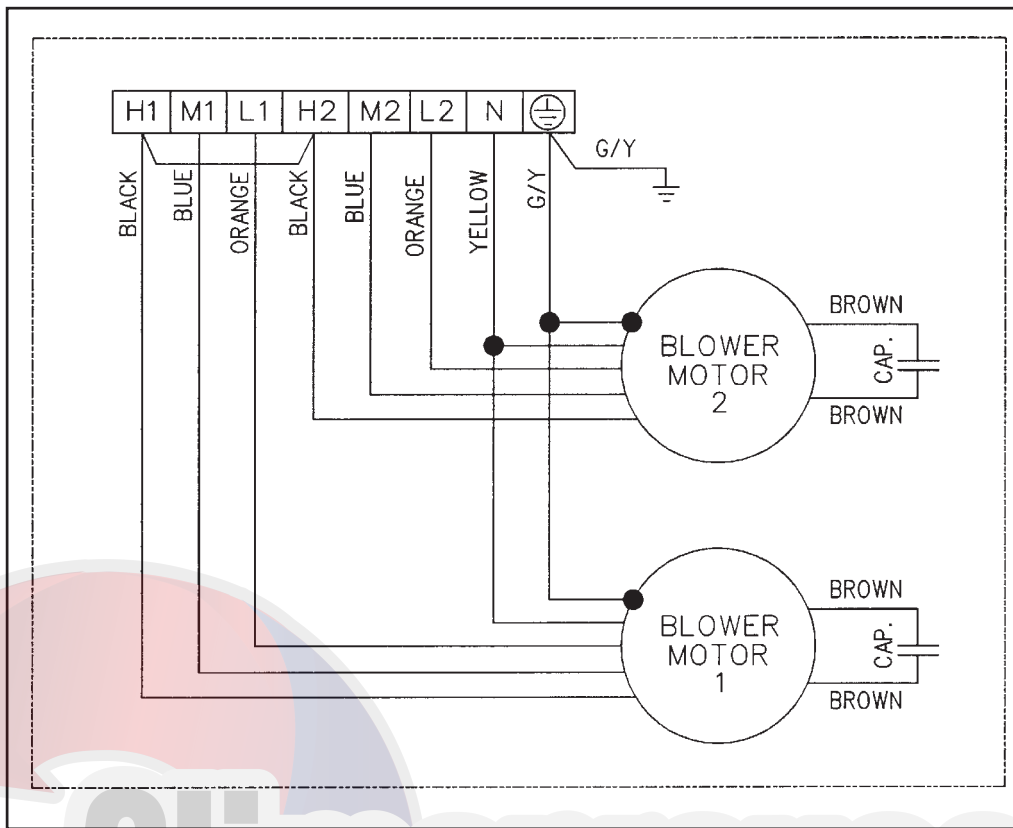 H1 M1 L1 H2 M2 L2 N
G/Y
BLACK
BLUE
ORANGE
BLACK
BLUE
ORANGE
YELLOW
G/Y
BROWN
BLOWER
MOTOR
2
CAP.
BROWN
BROWN
BLOWER
MOTOR
1
CAP.
BROWN